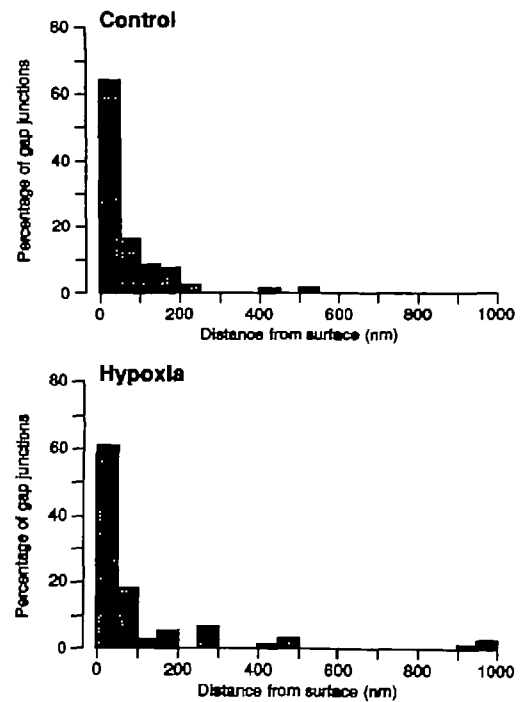 Control
80
60
40
20
0
Percentage of gap junctions
0 200 400 600 800 1000
Distance from surface (nm)
Hypoxia
80
60
40
20
0
Percentage of gap junctions
0 200 400 600 800 1000
Distance from surface (nm)